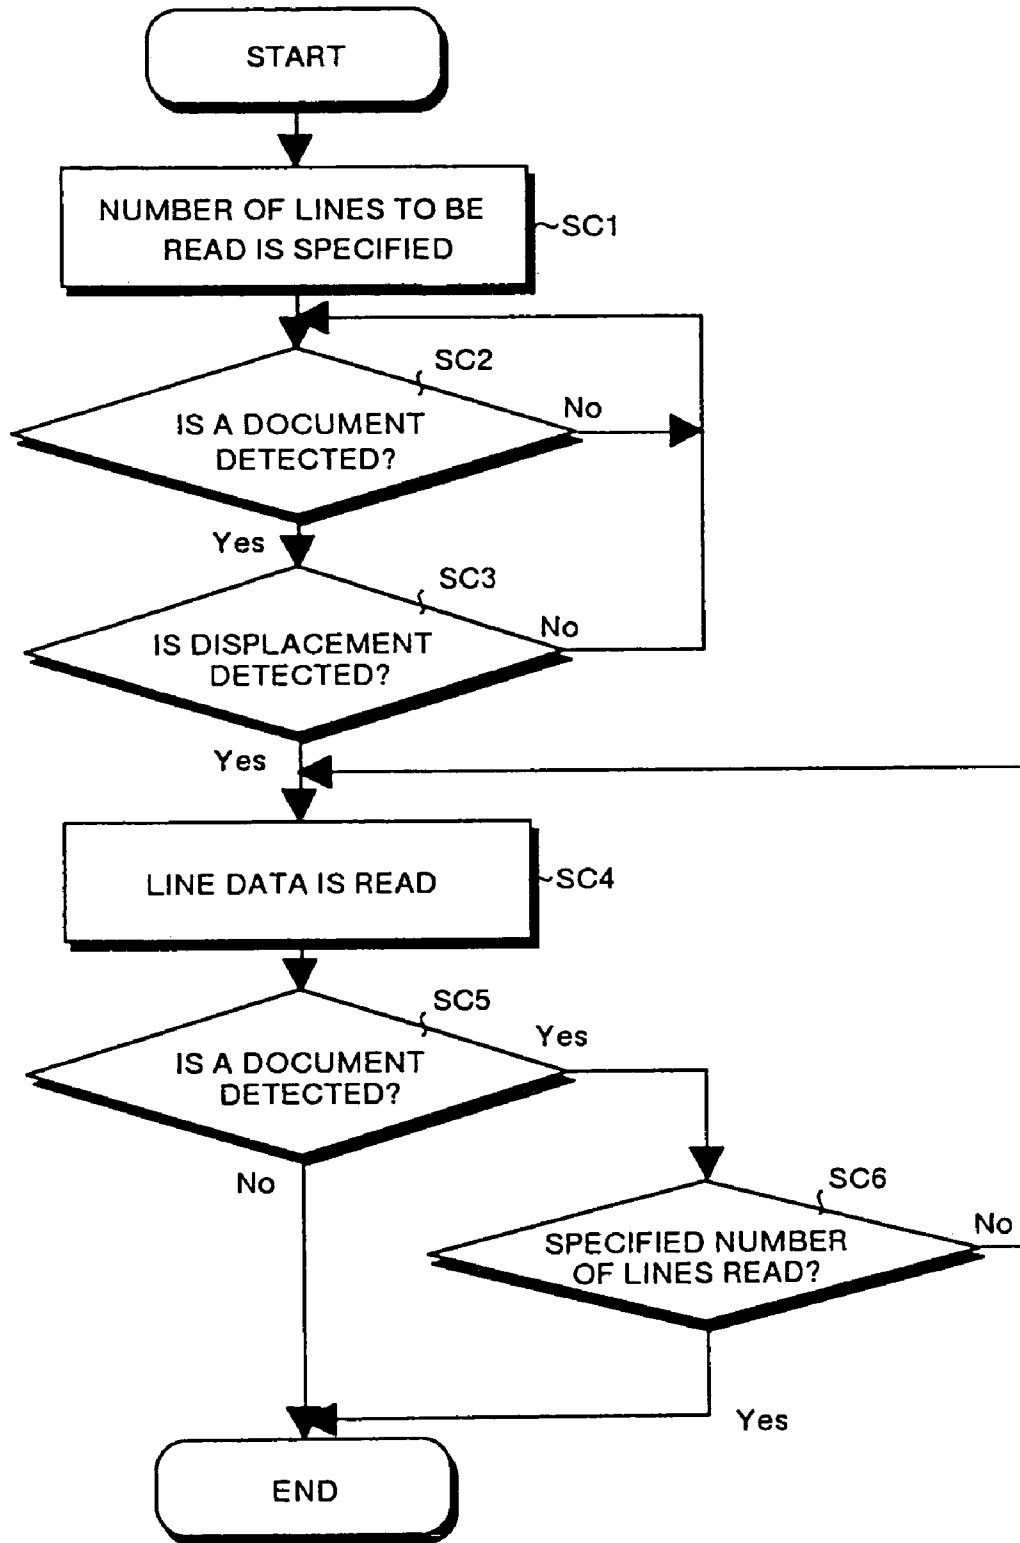 START
NUMBER OF LINES TO BE
READ IS SPECIFIED
SC1
SC2
IS A DOCUMENT
DETECTED?
No
Yes
SC3
IS DISPLACEMENT
DETECTED?
No
Yes
LINE DATA IS READ
SC4
SC5
IS A DOCUMENT
DETECTED?
Yes
No
SC6
SPECIFIED NUMBER
OF LINES READ?
No
Yes
END